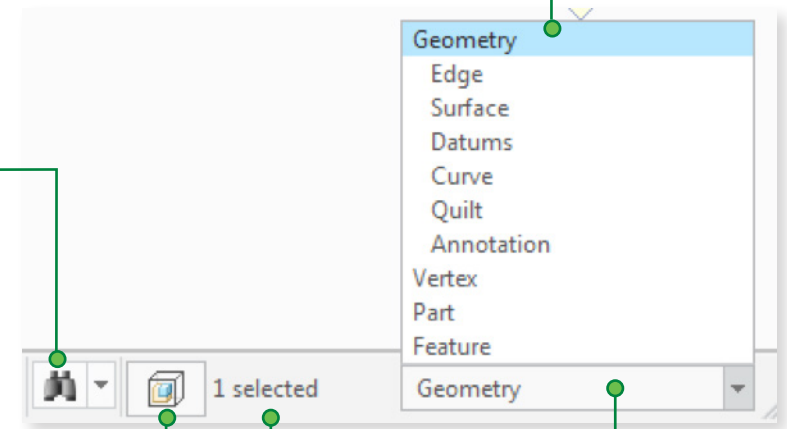 Geometry
Edge
Surface
Datums
Curve
Quilt
Annotation
Vertex
Part
Feature
1 selected
Geometry